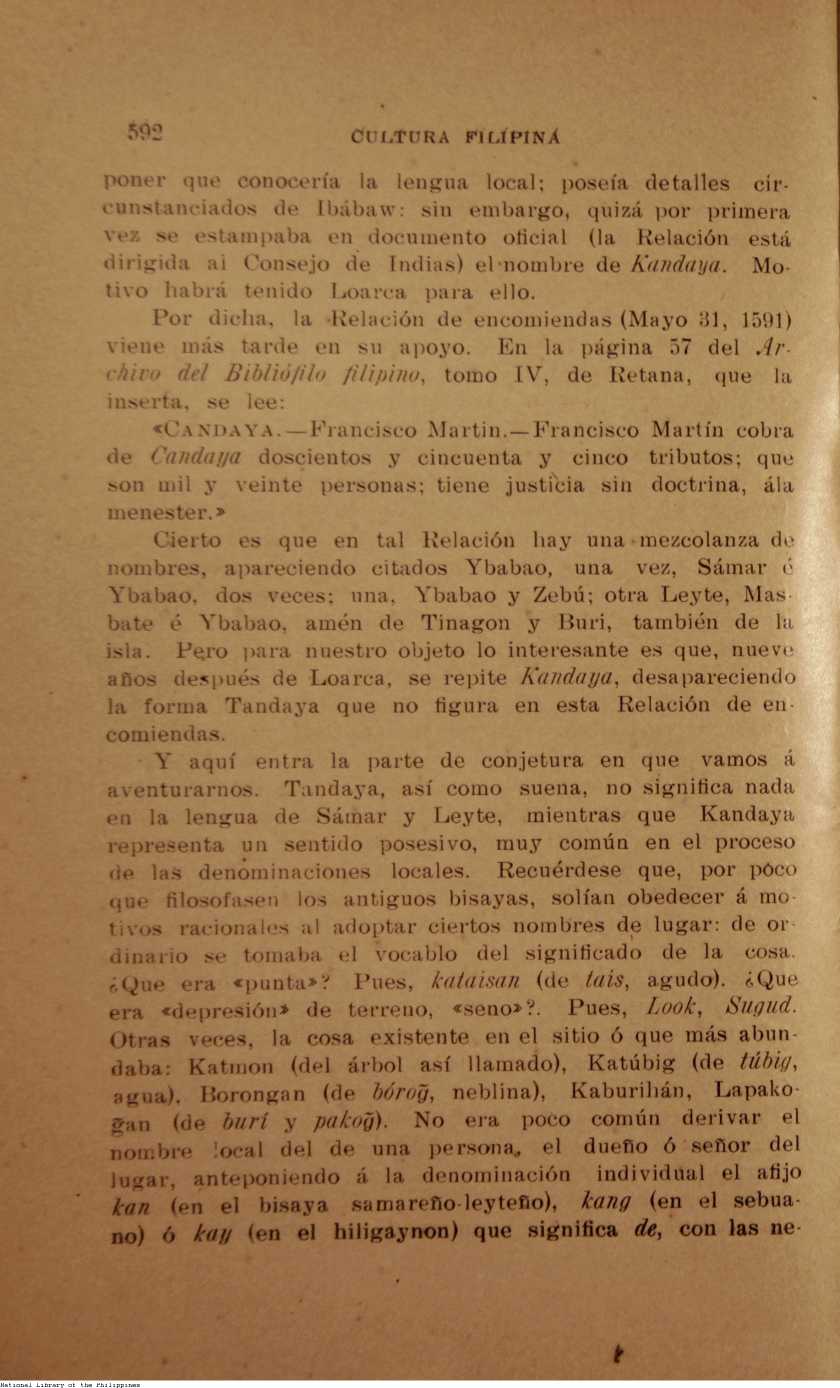 592 CULTURA FILIPINA
poner que conocería la lengua local; poseía detalles cir-
cunstanciados de Ibábaw: sin embargo, quizá por primera
vez se estampaba en documento oficial (la Relación está
dirigida al Consejo de Indias) el nombre de Kandaya. Mo-
tivo habrá tenido Loarca para ello.
Por dicha, la Relación de encomiendas (Mayo 31, 1591)
viene más tarde en su apoyo. En la página 57 del Ar-
chivo del Bibliófilo filipino, tomo IV, de Retana, que la
inserta, se lee:
«CANDAYA.—Francisco Martin.—Francisco Martín cobra
de Candaya doscientos y cincuenta y cinco tributos; que
son mil y veinte personas; tiene justicia sin doctrina, ála
menester.»
Cierto es que en tal Relación hay una mezcolanza de
nombres, apareciendo citados Ybabao, una vez, Sámar é
Ybabao, dos veces; una, Ybabao y Zebú; otra Leyte, Mas-
bate é Ybabao, amén de Tinagon y Buri, también de la
isla. Pero para nuestro objeto lo interesante es que, nueve
años después de Loarca, se repite Kandaya, desapareciendo
la forma Tandaya que no figura en esta Relación de en-
comiendas.
Y aquí entra la parte de conjetura en que vamos á
aventurarnos. Tandaya, así como suena, no significa nada
en la lengua de Sámar y Leyte, mientras que Kandaya
representa un sentido posesivo, muy común en el proceso
de las denominaciones locales. Recuérdese que, por póco
que filosofasen los antiguos bisayas, solían obedecer á mo-
tivos racionales al adoptar ciertos nombres de lugar: de or-
dinario se tomaba el vocablo del significado de la cosa.
¿Que era «punta»? Pues, kataisan (de tais, agudo). ¿Que
era «depresión» de terreno, «seno»?. Pues, Look, Sugud.
Otras veces, la cosa existente en el sitio ó que más abun-
daba: Katmon (del árbol así llamado), Katúbig (de túbig,
agua), Borongan (de bórog̃, neblina), Kaburihán, Lapako-
g̃an (de burí y pakog̃). No era poco común derivar el
nombre local del de una persona, el dueño ó señor del
lugar, anteponiendo á la denominación individual el afijo
kan (en el bisaya samareño-leyteño), kang (en el sebua-
no) ó kay (en el hiligaynon) que significa de, con las ne-
National Library of the Philippines